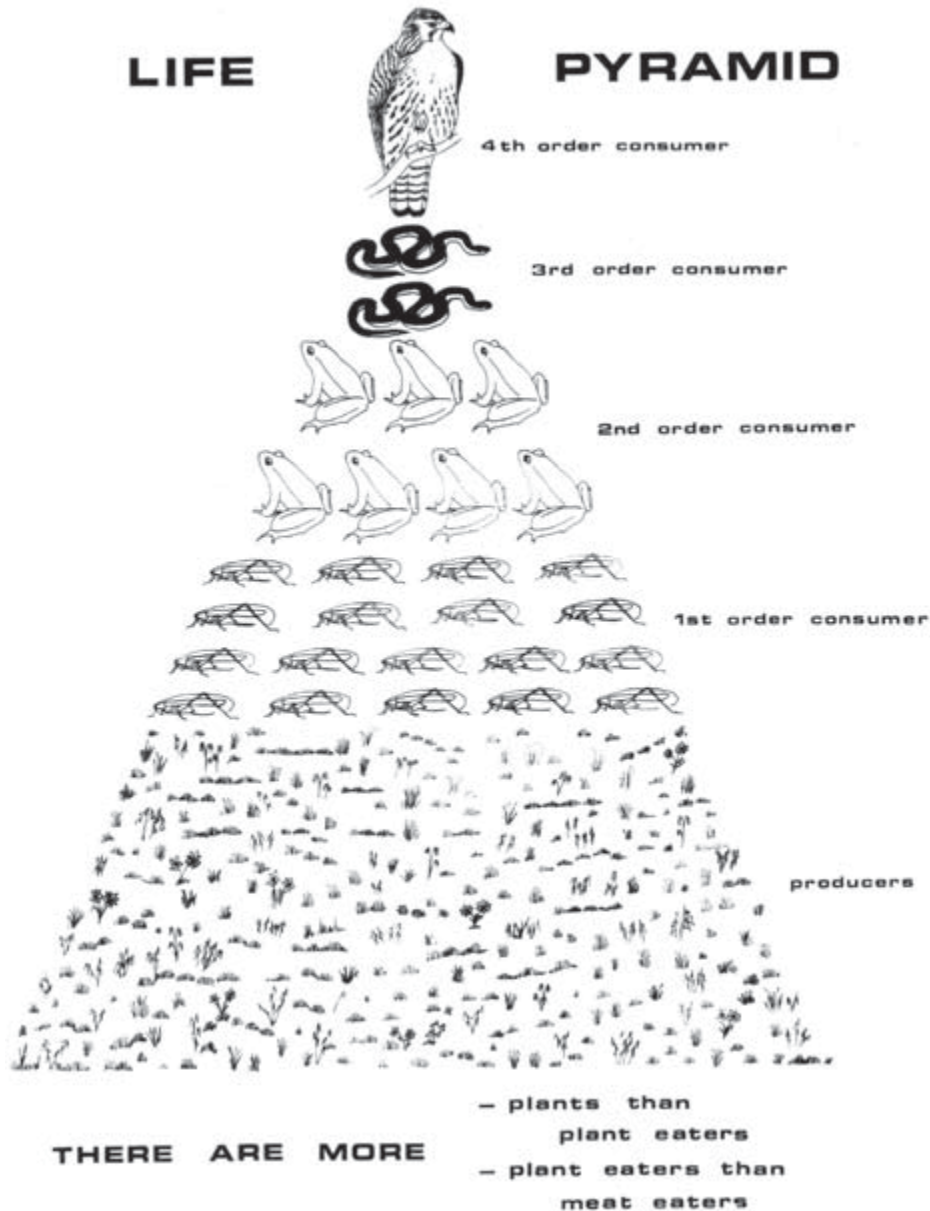 LIFE PYRAMID
4th order consumer
3rd order consumer
2nd order consumer
1st order consumer
producers
THERE ARE MORE
– plants than
plant eaters
– plant eaters than
meat eaters